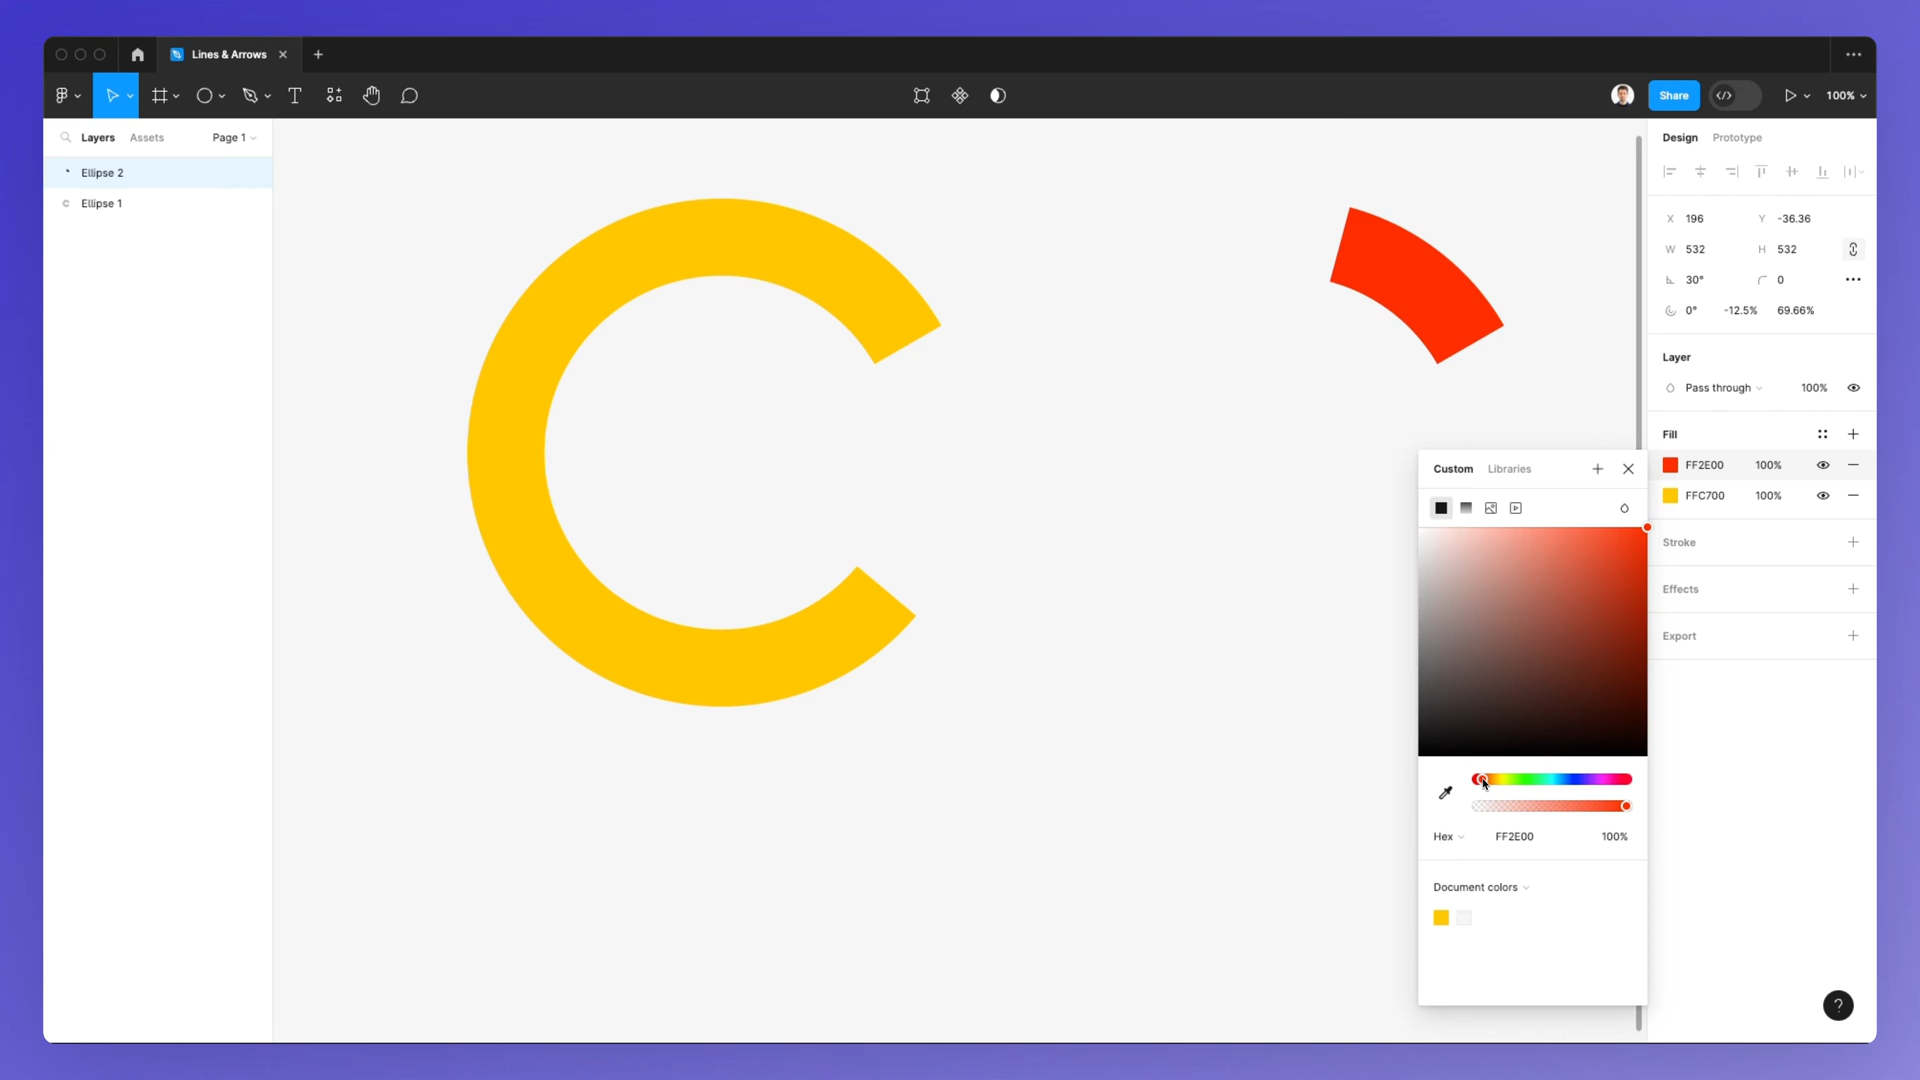 Lines & Arrows
Share
100%
Layers Assets Page 1
Ellipse 2
Ellipse 1
Design Prototype
X 196 Y -36.36
W 532 H 532
30° 0
0° -12.5% 69.66%
Layer
Pass through 100%
Fill
FF2E00 100%
FFC700 100%
Stroke
Effects
Export
Custom Libraries
Hex FF2E00 100%
Document colors
?